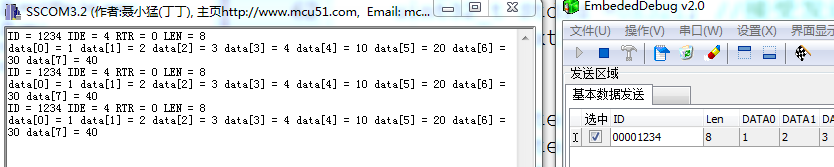 SSCOM3.2 (作者:聂小猛(丁丁), 主页http://www.mcu51.com, Email: mc...
ID = 1234 IDE = 4 RTR = 0 LEN = 8
data[0] = 1 data[1] = 2 data[2] = 3 data[3] = 4 data[4] = 10 data[5] = 20 data[6] =
30 data[7] = 40
ID = 1234 IDE = 4 RTR = 0 LEN = 8
data[0] = 1 data[1] = 2 data[2] = 3 data[3] = 4 data[4] = 10 data[5] = 20 data[6] =
30 data[7] = 40
ID = 1234 IDE = 4 RTR = 0 LEN = 8
data[0] = 1 data[1] = 2 data[2] = 3 data[3] = 4 data[4] = 10 data[5] = 20 data[6] =
30 data[7] = 40
EmbededDebug v2.0
文件(U) 操作(V) 串口(W) 设置(X) 界面显示
发送区域
基本数据发送
选中 ID Len DATA0 DATA1 DATA
00001234 8 1 2 3